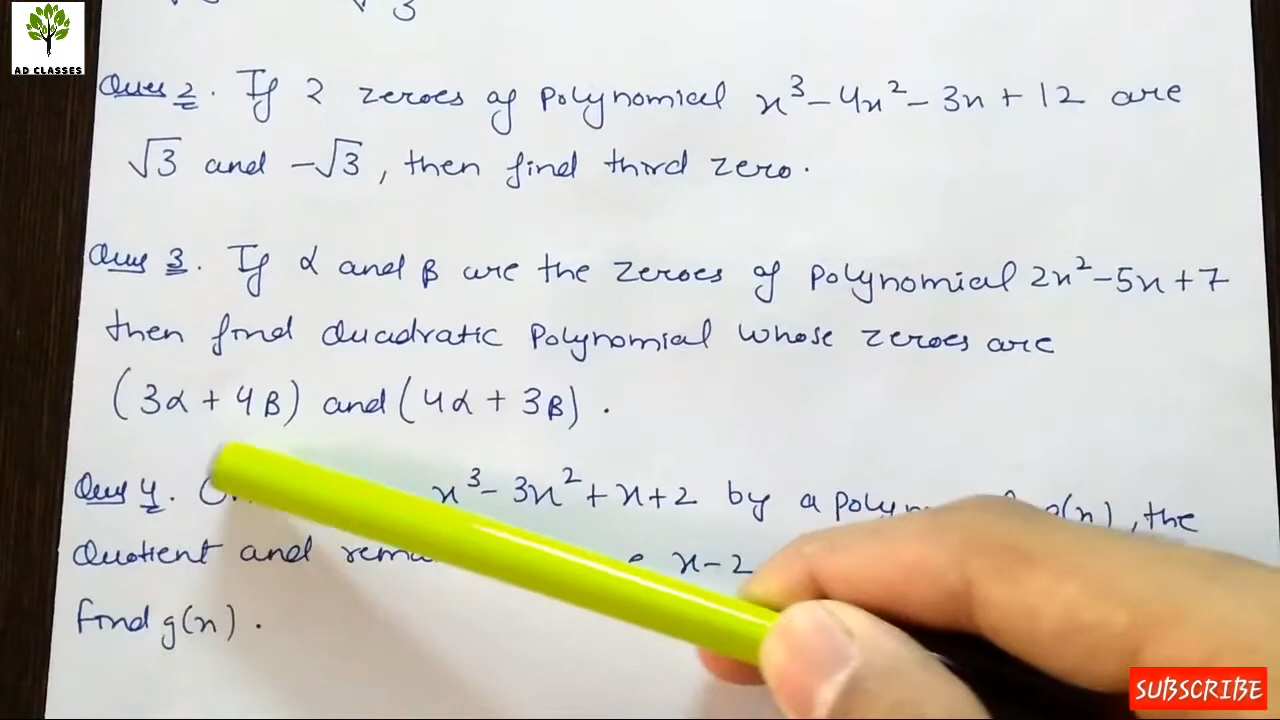 √3
AD CLASSES
Ques 2. If 2 zeroes of polynomial x³-4x²-3x+12 are
√3 and -√3, then find third zero.
Ques 3. If α and β are the zeroes of polynomial 2x²-5x+7
then find quadratic polynomial whose zeroes are
(3α+4β) and (4α+3β).
Ques 4. x³-3x²+x+2 by a g(x), the
Quotient and x-2
find g(x).
SUBSCRIBE